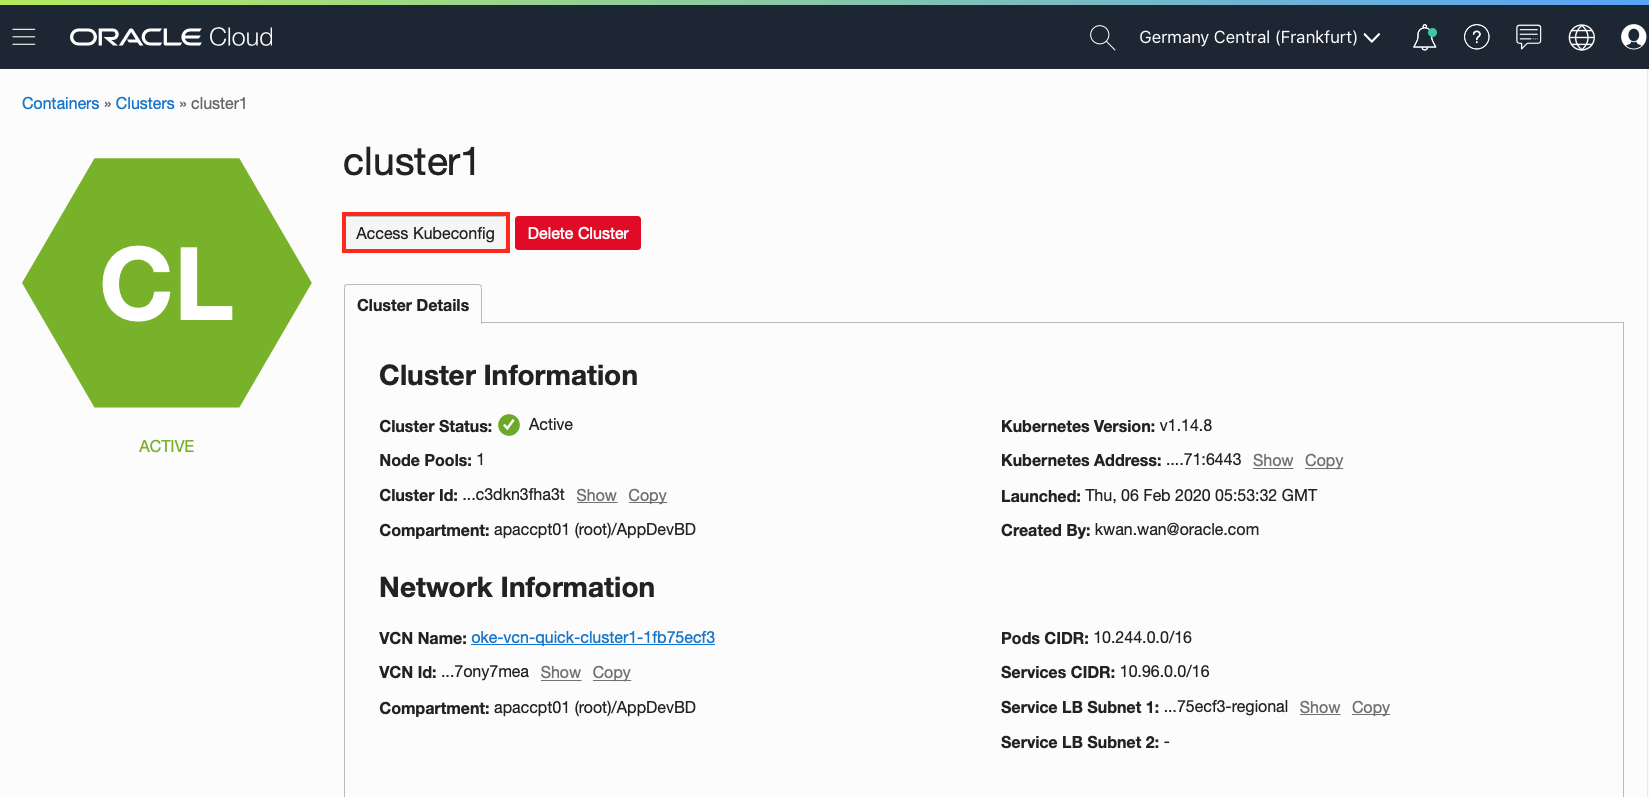 ORACLE Cloud
Germany Central (Frankfurt)
Containers » Clusters » cluster1
CL
ACTIVE
cluster1
Access Kubeconfig
Delete Cluster
Cluster Details
Cluster Information
Cluster Status: Active
Node Pools: 1
Cluster Id: ...c3dkn3fha3t Show Copy
Compartment: apaccpt01 (root)/AppDevBD
Kubernetes Version: v1.14.8
Kubernetes Address: ....71:6443 Show Copy
Launched: Thu, 06 Feb 2020 05:53:32 GMT
Created By: kwan.wan@oracle.com
Network Information
VCN Name: oke-vcn-quick-cluster1-1fb75ecf3
VCN Id: ...7ony7mea Show Copy
Compartment: apaccpt01 (root)/AppDevBD
Pods CIDR: 10.244.0.0/16
Services CIDR: 10.96.0.0/16
Service LB Subnet 1: ...75ecf3-regional Show Copy
Service LB Subnet 2: -